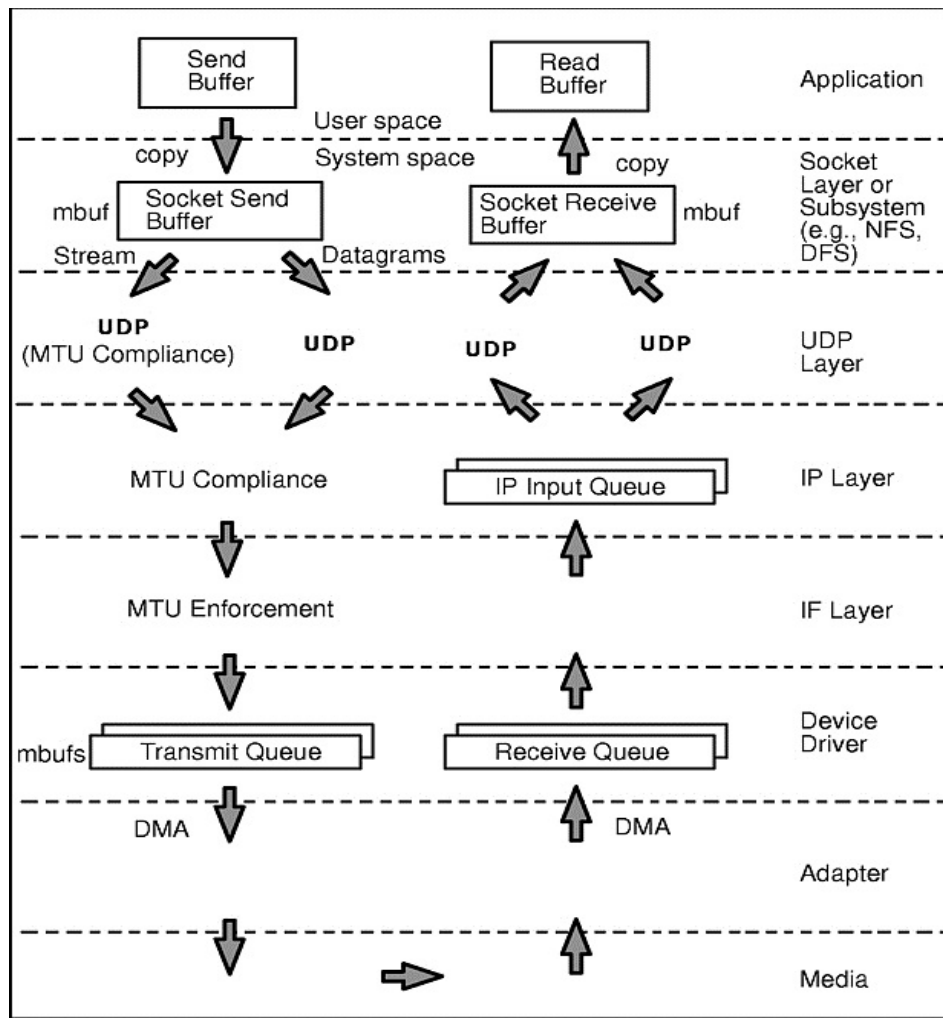 Send
Buffer
Read
Buffer
Application
User space
copy
System space
copy
Socket
Layer or
Subsystem
(e.g., NFS,
DFS)
mbuf
Socket Send
Buffer
Socket Receive
Buffer
mbuf
Stream
Datagrams
UDP
(MTU Compliance)
UDP
UDP
UDP
UDP
Layer
MTU Compliance
IP Input Queue
IP Layer
MTU Enforcement
IF Layer
mbufs
Transmit Queue
Receive Queue
Device
Driver
DMA
DMA
Adapter
Media